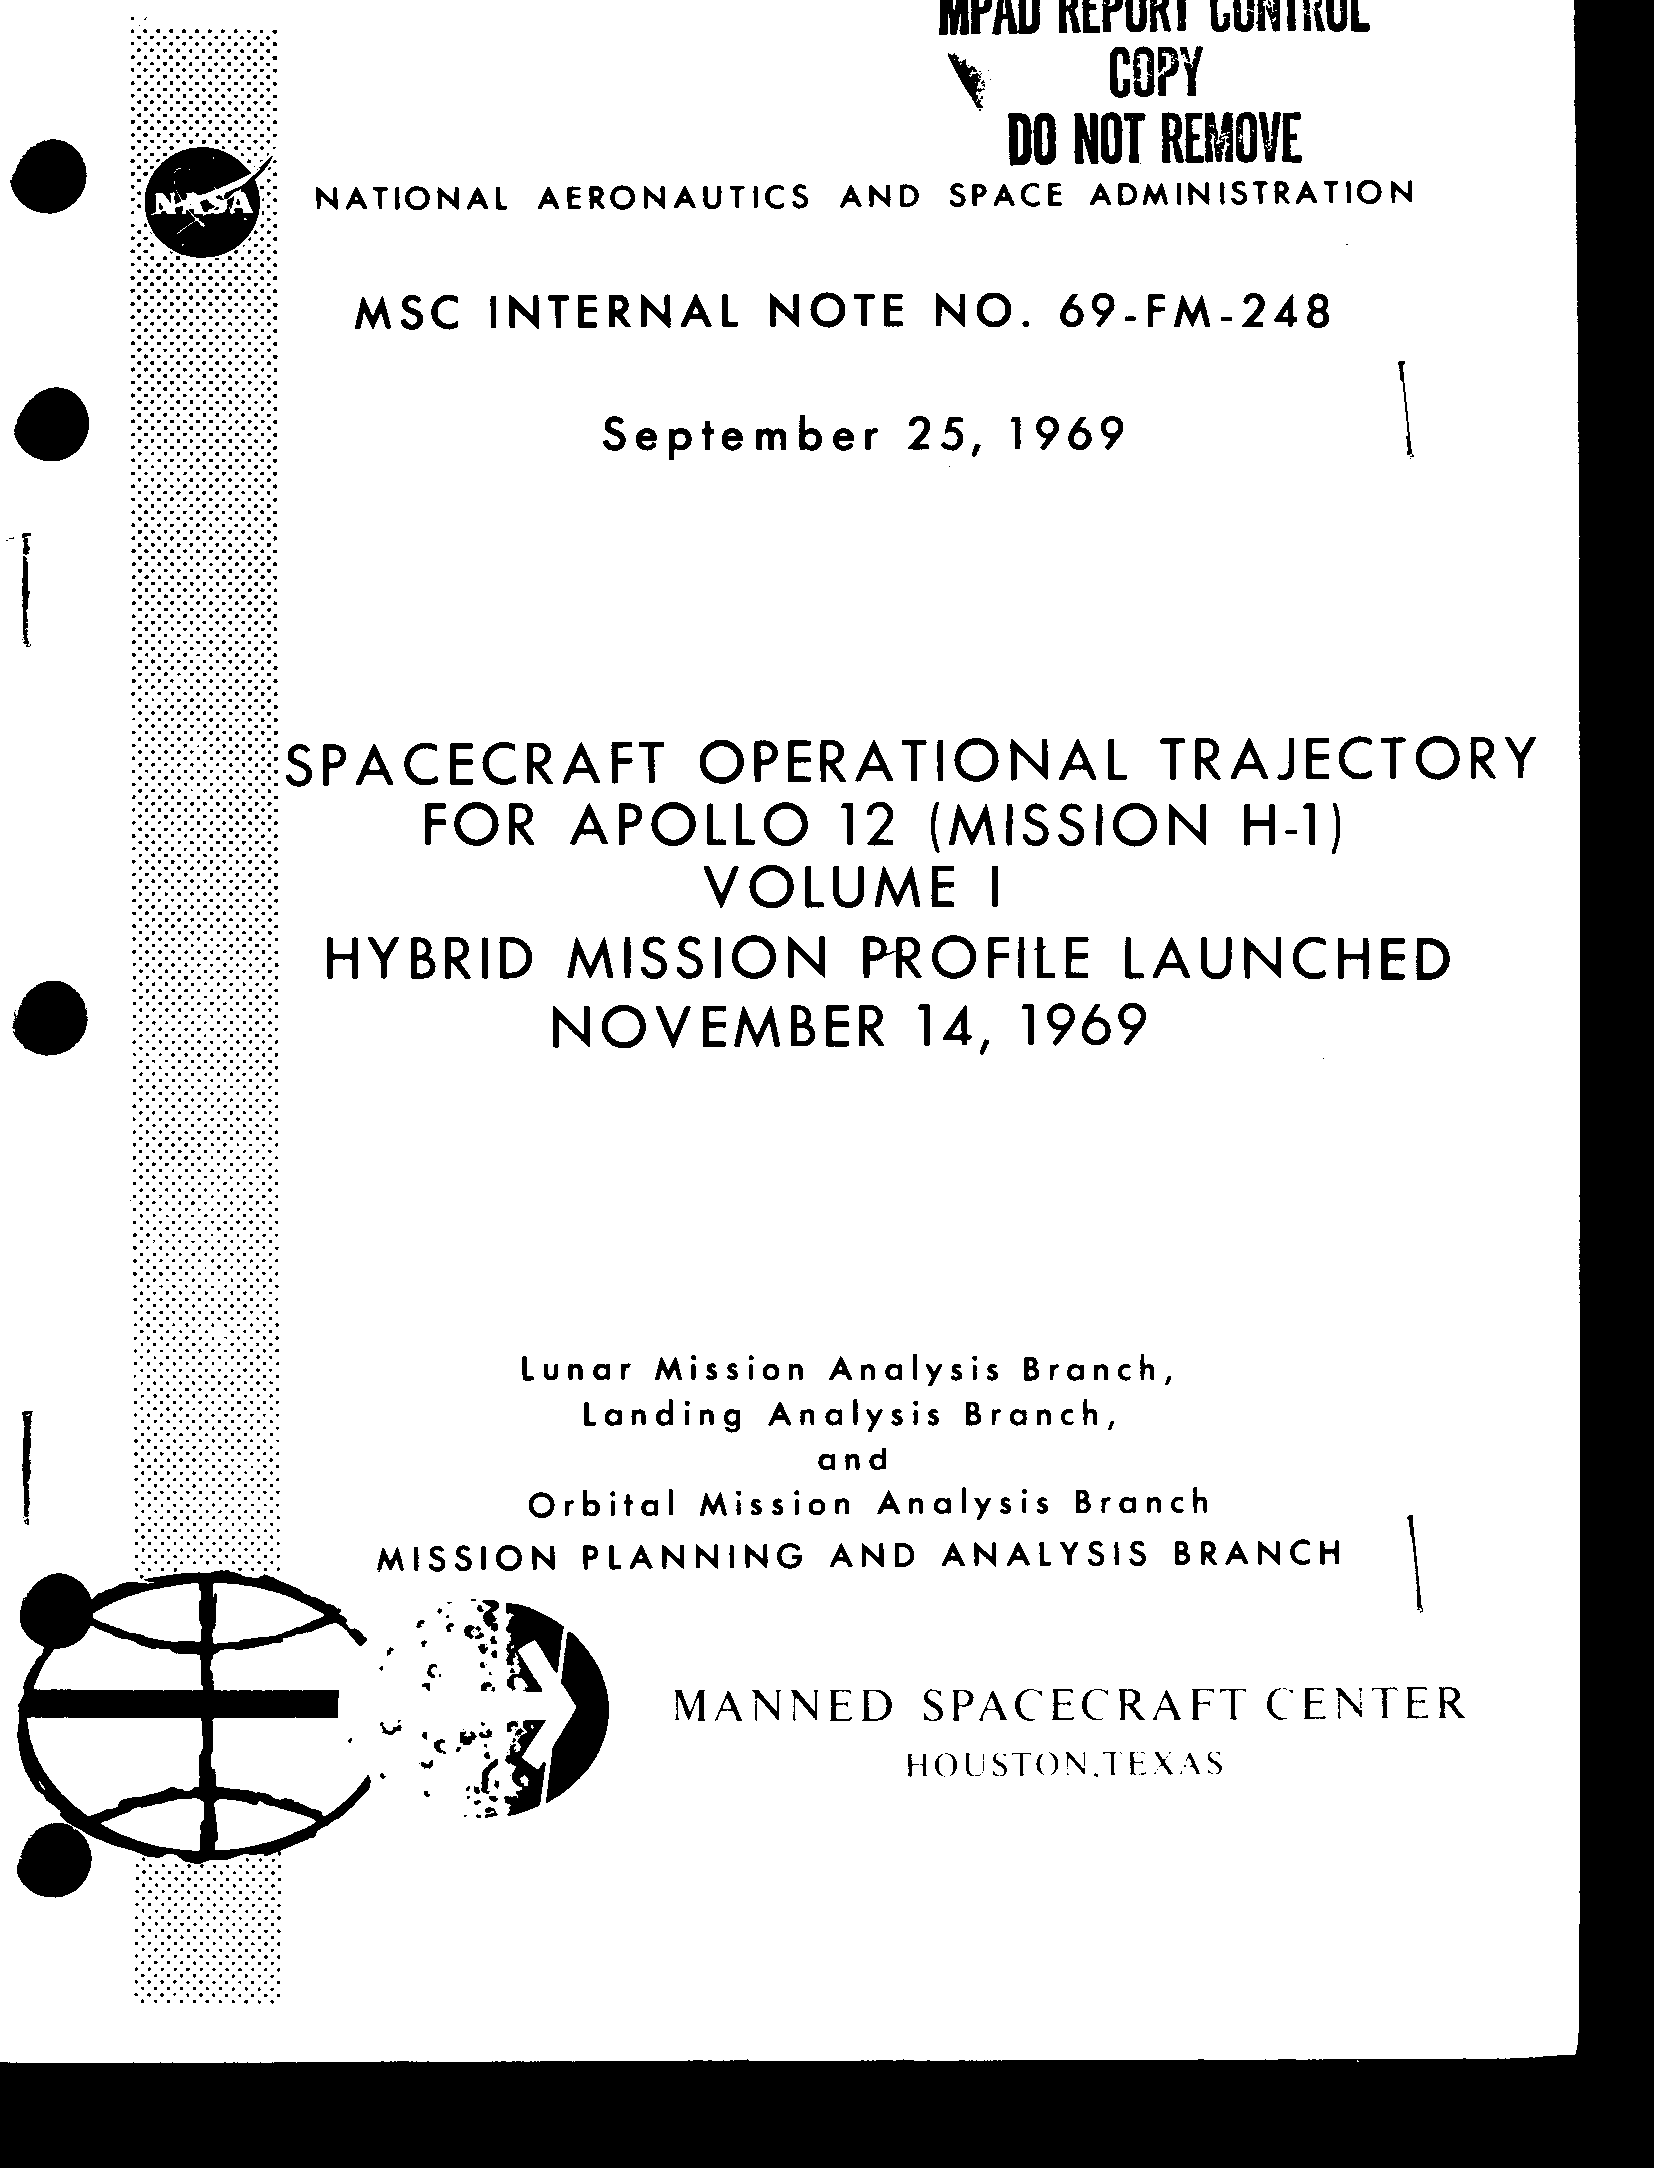 MPAD REPORT CONTROL
COPY
DO NOT REMOVE
NASA
NATIONAL AERONAUTICS AND SPACE ADMINISTRATION
MSC INTERNAL NOTE NO. 69-FM-248
September 25, 1969
SPACECRAFT OPERATIONAL TRAJECTORY
FOR APOLLO 12 (MISSION H-1)
VOLUME I
HYBRID MISSION PROFILE LAUNCHED
NOVEMBER 14, 1969
Lunar Mission Analysis Branch,
Landing Analysis Branch,
and
Orbital Mission Analysis Branch
MISSION PLANNING AND ANALYSIS BRANCH
MANNED SPACECRAFT CENTER
HOUSTON, TEXAS